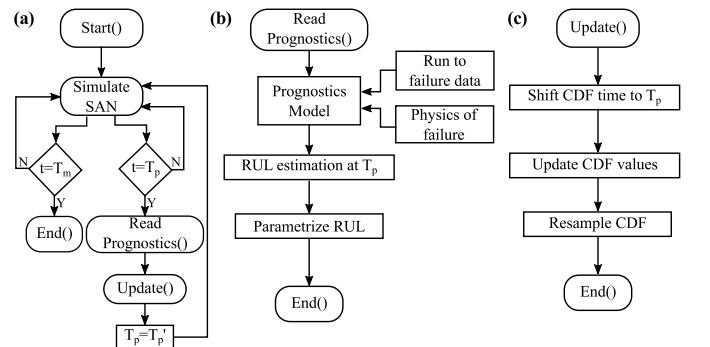 (a)
Start()
Simulate
SAN
N
t=Tm
Y
End()
t=Tp
N
Y
Read
Prognostics()
Update()
Tp=Tp'
(b)
Read
Prognostics()
Run to
failure data
Prognostics
Model
Physics of
failure
RUL estimation at Tp
Parametrize RUL
End()
(c)
Update()
Shift CDF time to Tp
Update CDF values
Resample CDF
End()